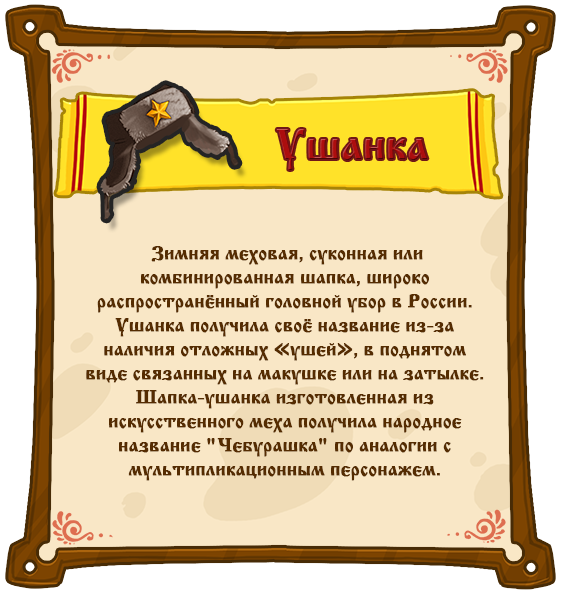 Ушанка
Зимняя меховая, суконная или
комбинированная шапка, широко
распространённый головной убор в России.
Ушанка получила своё название из-за
наличия отложных «ушей», в поднятом
виде связанных на макушке или на затылке.
Шапка-ушанка изготовленная из
искусственного меха получила народное
название "Чебурашка" по аналогии с
мультипликационным персонажем.